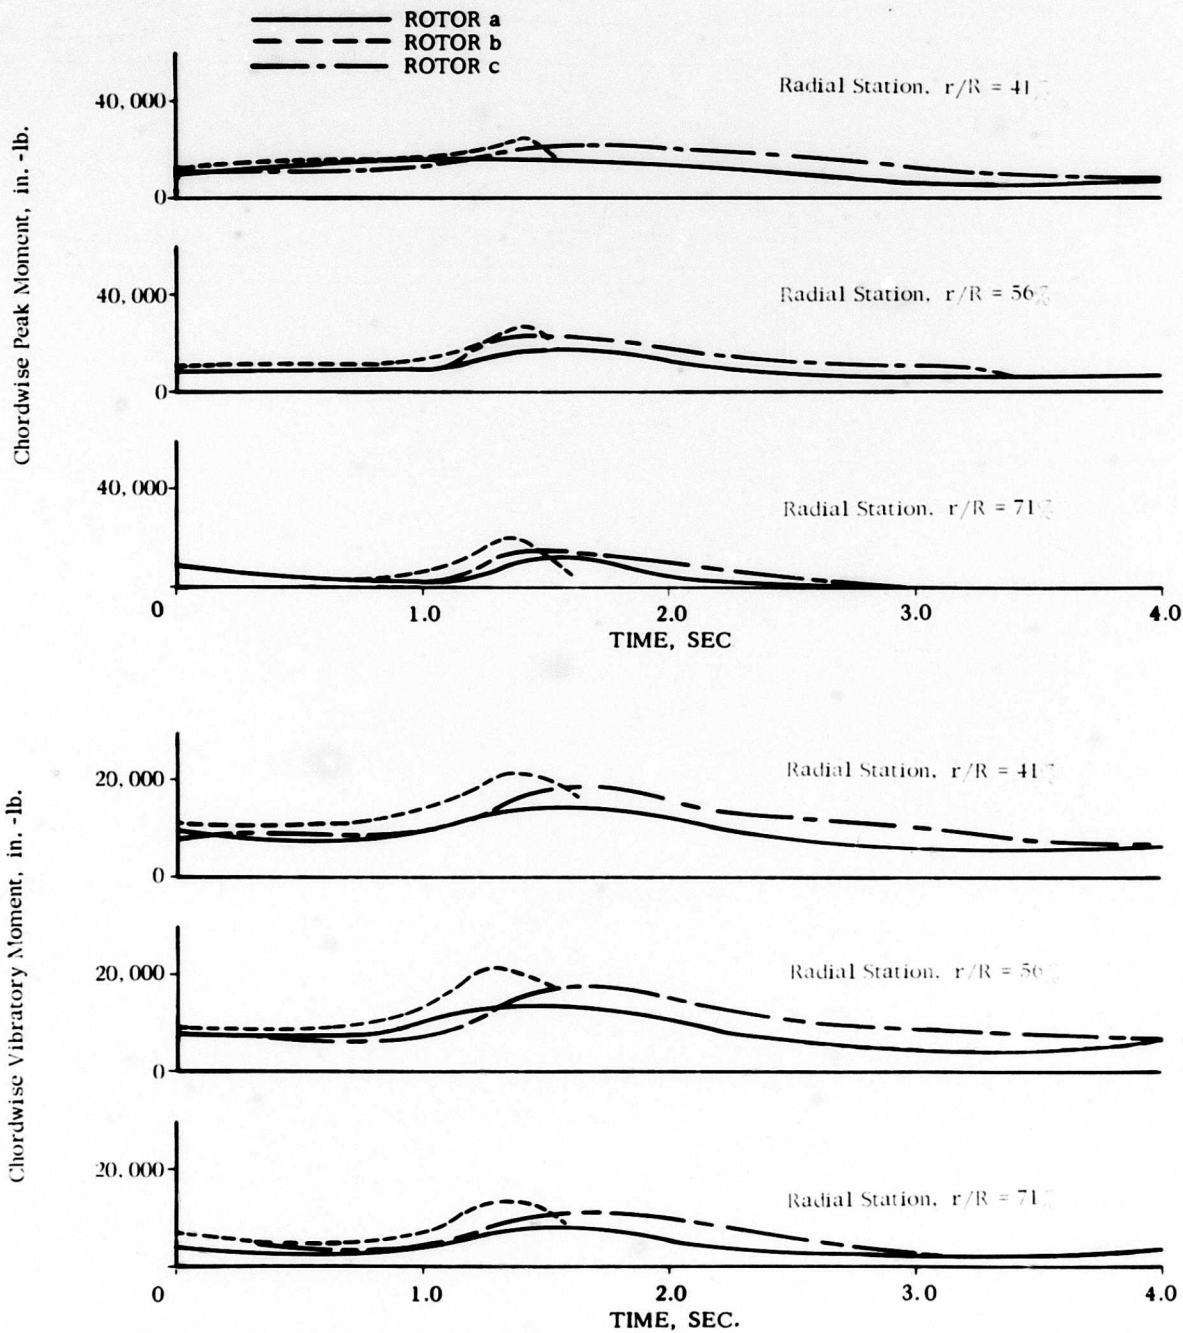 ROTOR a
ROTOR b
ROTOR c
Chordwise Peak Moment, in. -lb.
Radial Station, r/R = 41%
40,000
0
Radial Station, r/R = 56%
40,000
0
Radial Station, r/R = 71%
40,000
0 1.0 2.0 3.0 4.0
TIME, SEC
Chordwise Vibratory Moment, in. -lb.
Radial Station, r/R = 41%
20,000
0
Radial Station, r/R = 56%
20,000
0
20,000
Radial Station, r/R = 71%
0 1.0 2.0 3.0 4.0
TIME, SEC.